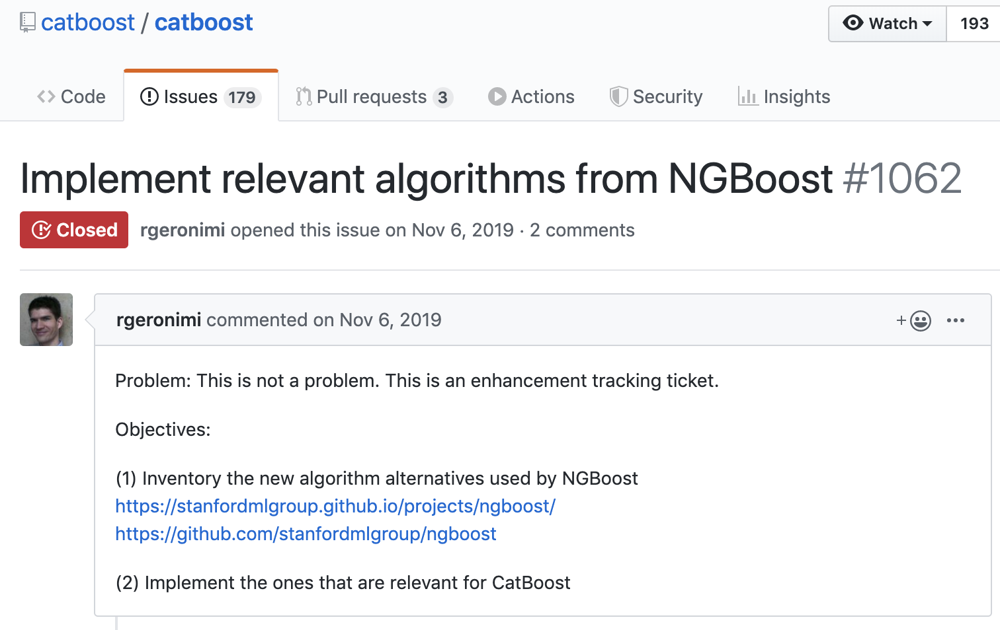 catboost / catboost
Watch 193
Code Issues 179 Pull requests 3 Actions Security Insights
Implement relevant algorithms from NGBoost #1062
Closed rgeronimi opened this issue on Nov 6, 2019 · 2 comments
rgeronimi commented on Nov 6, 2019
Problem: This is not a problem. This is an enhancement tracking ticket.
Objectives:
(1) Inventory the new algorithm alternatives used by NGBoost
https://stanfordmlgroup.github.io/projects/ngboost/
https://github.com/stanfordmlgroup/ngboost
(2) Implement the ones that are relevant for CatBoost